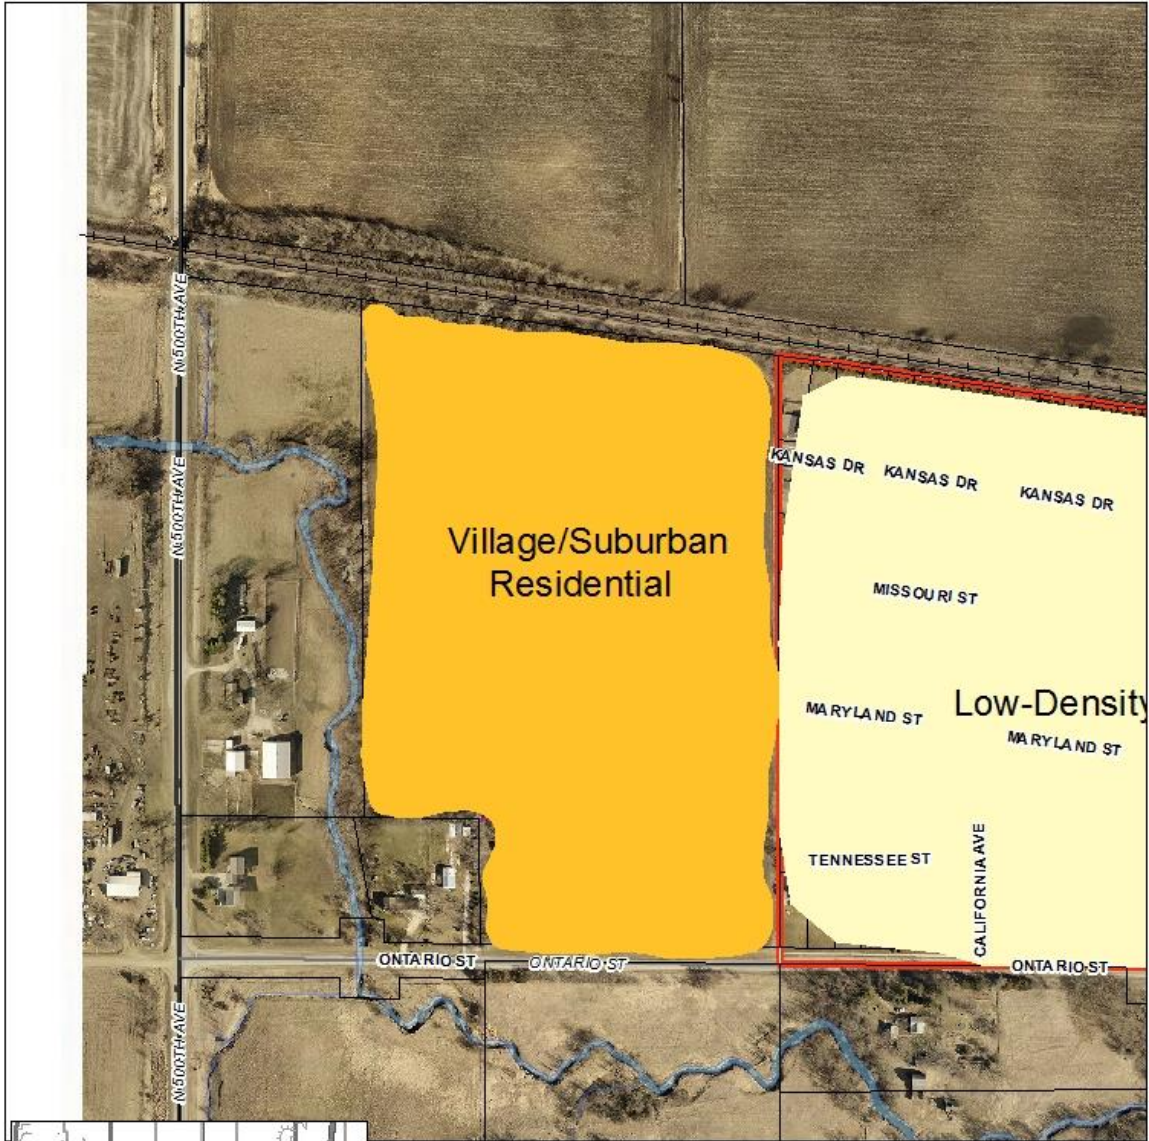 N 500TH AVE
KANSAS DR
KANSAS DR
KANSAS DR
N 500TH AVE
Village/Suburban
Residential
MISSOURI ST
Low-Density
MARYLAND ST
MARYLAND ST
TENNESSEE ST
CALIFORNIA AVE
ONTARIO ST
ONTARIO ST
ONTARIO ST
N 500TH AVE